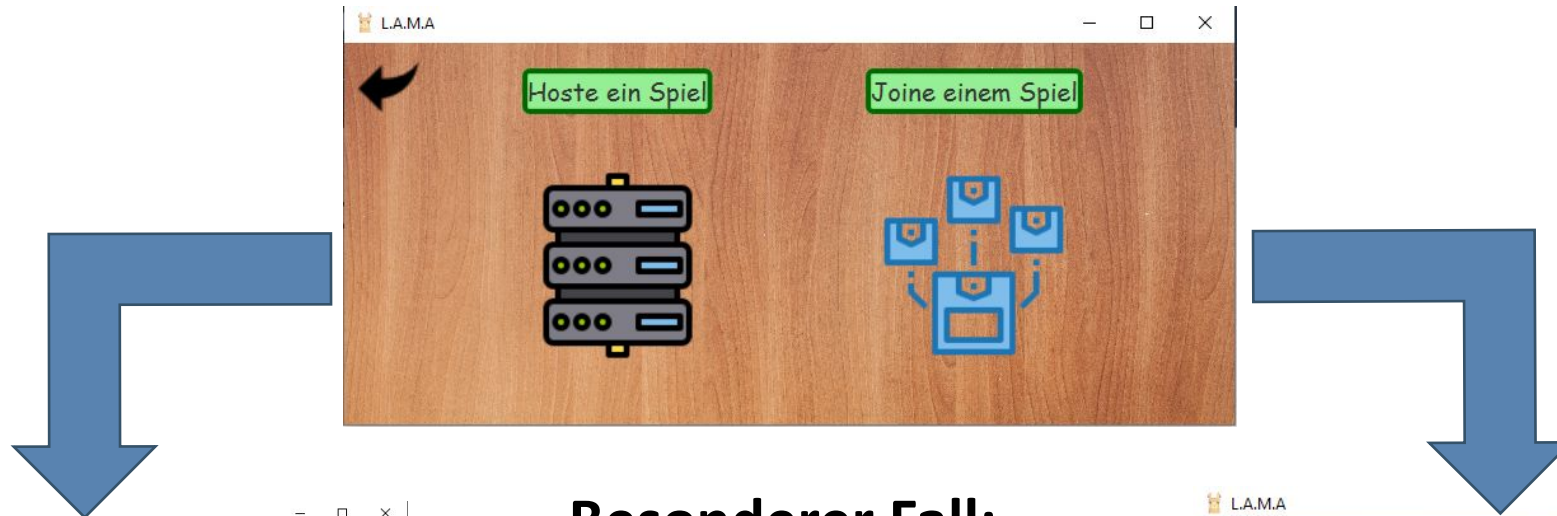 L.A.M.A
Hoste ein Spiel
Joine einem Spiel
Besonderer Fall:
L.A.M.A